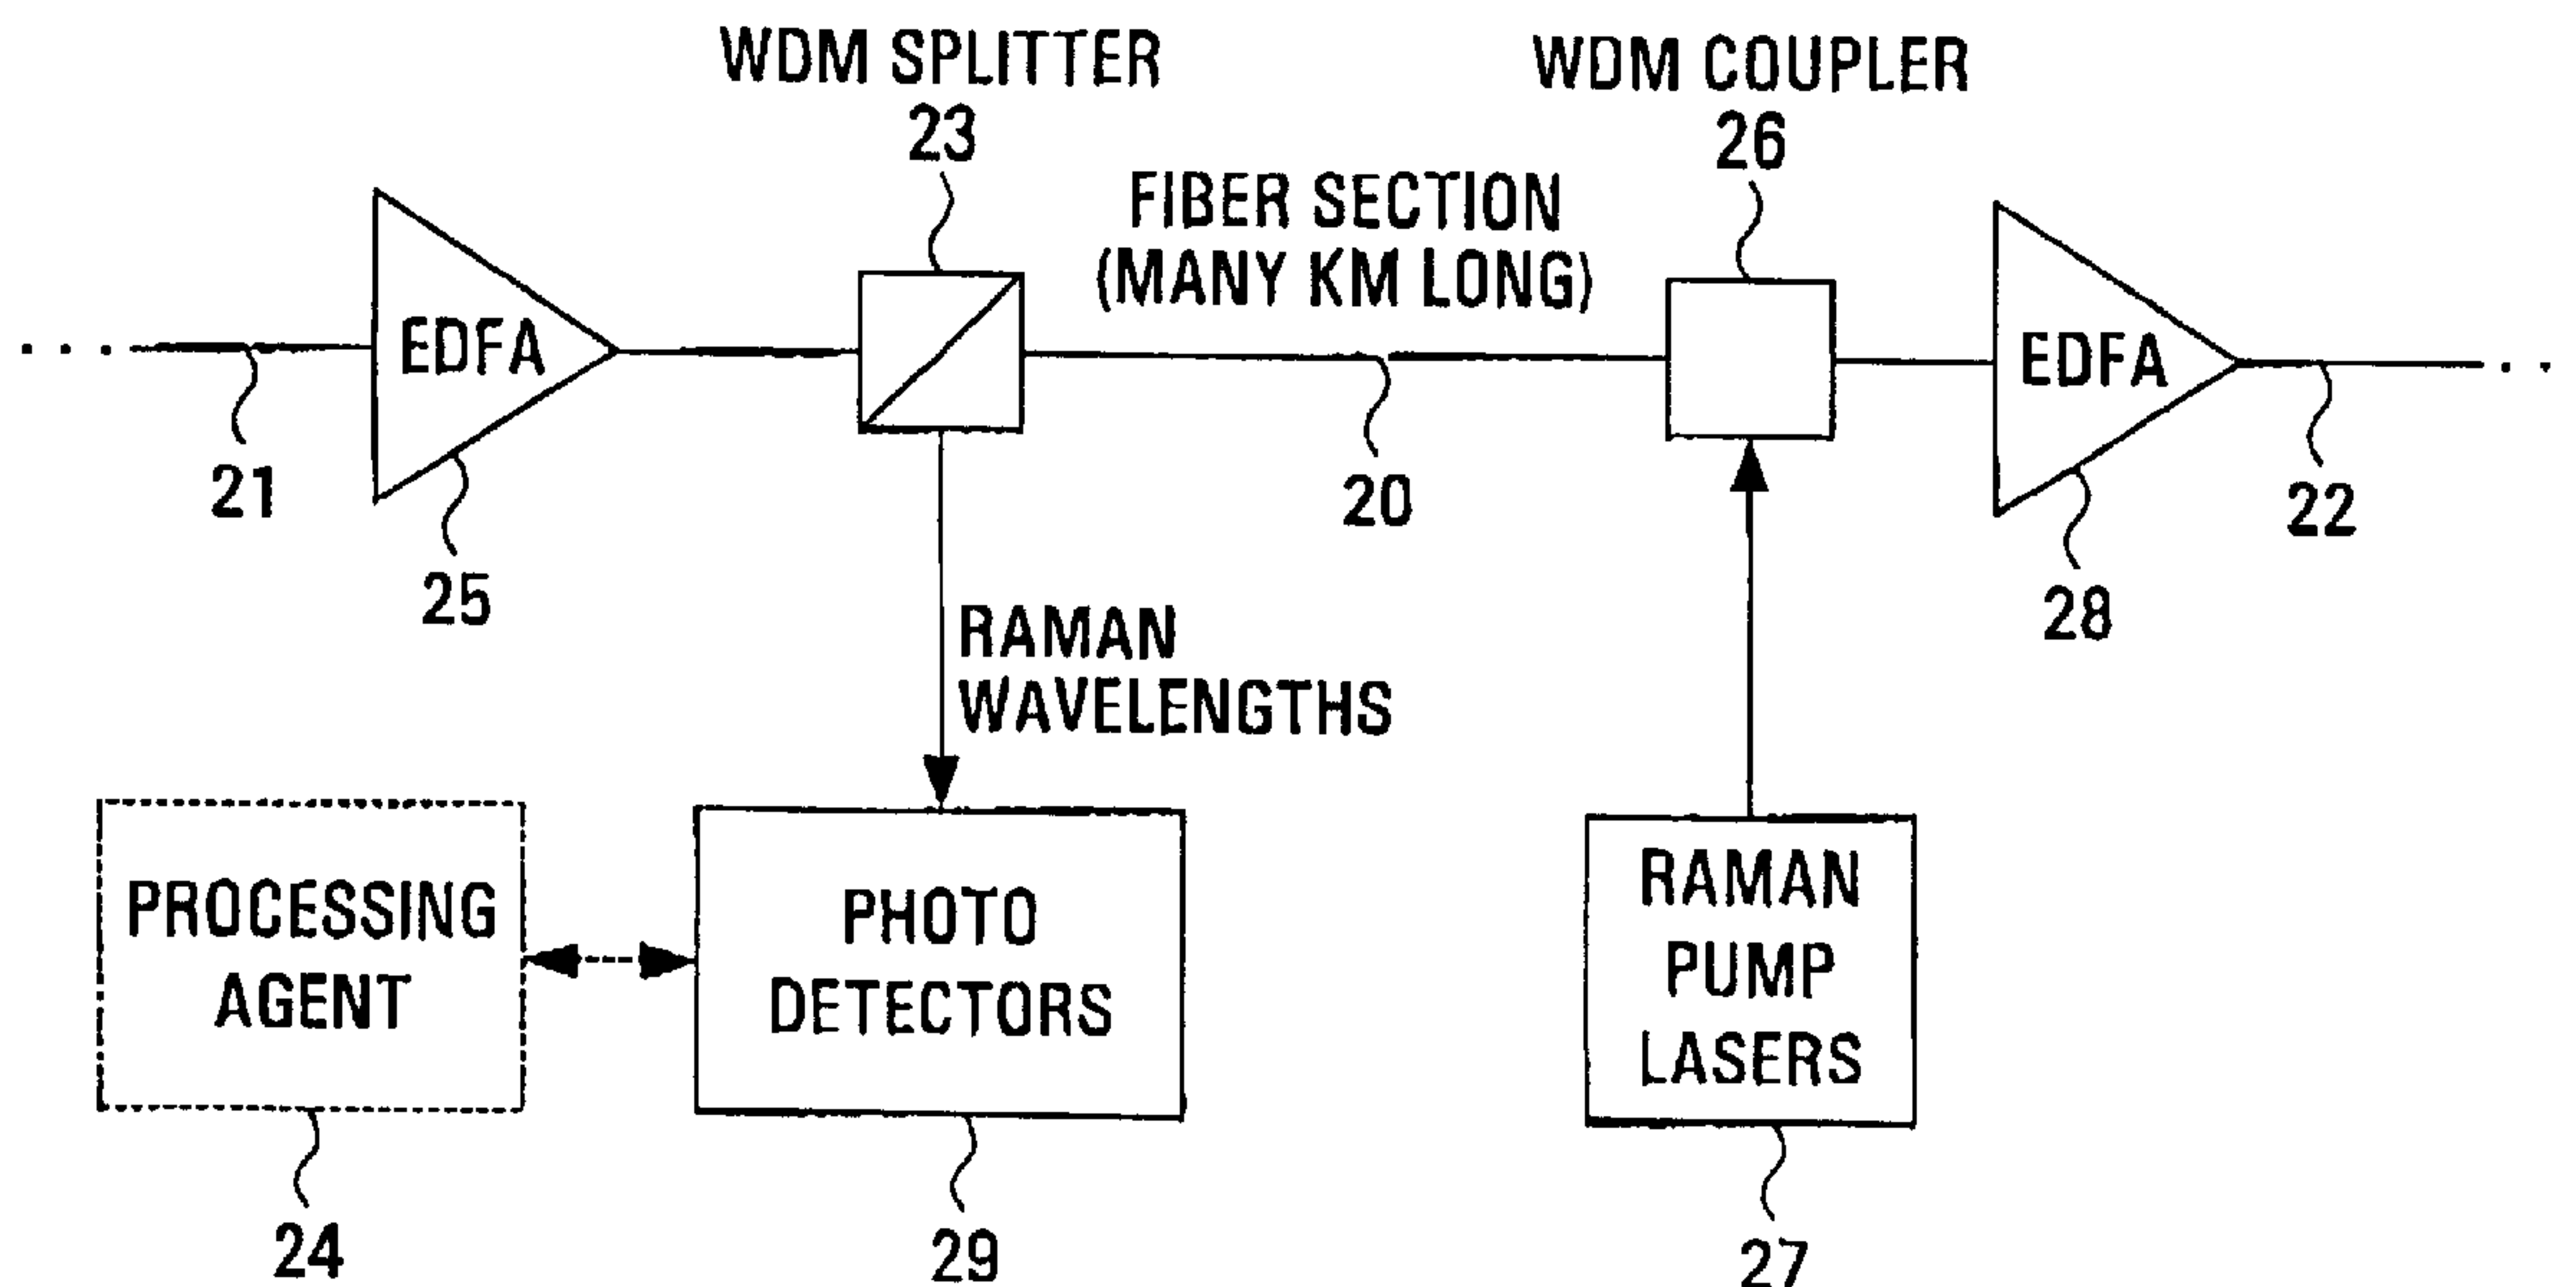 WDM SPLITTER
23
WDM COUPLER
26
FIBER SECTION
(MANY KM LONG)
EDFA
EDFA
21
25
20
28
22
RAMAN
WAVELENGTHS
PROCESSING
AGENT
PHOTO
DETECTORS
RAMAN
PUMP
LASERS
24
29
27